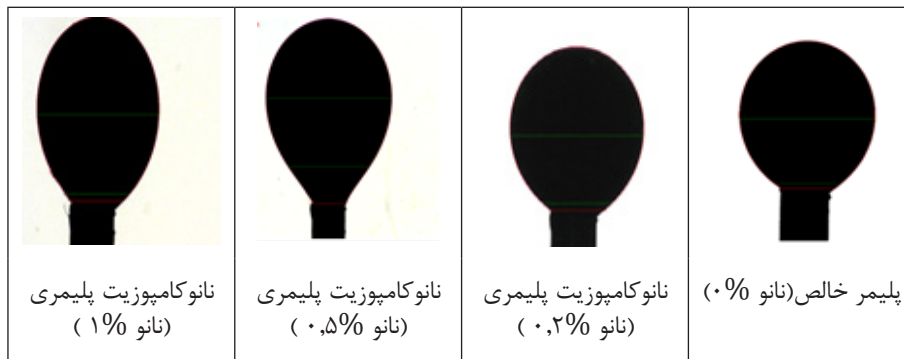 پلیمر خالص(نانو %۰)
نانوکامپوزیت پلیمری
(نانو %۰,۲ )
نانوکامپوزیت پلیمری
(نانو %۰,۵ )
نانوکامپوزیت پلیمری
(نانو %۱ )